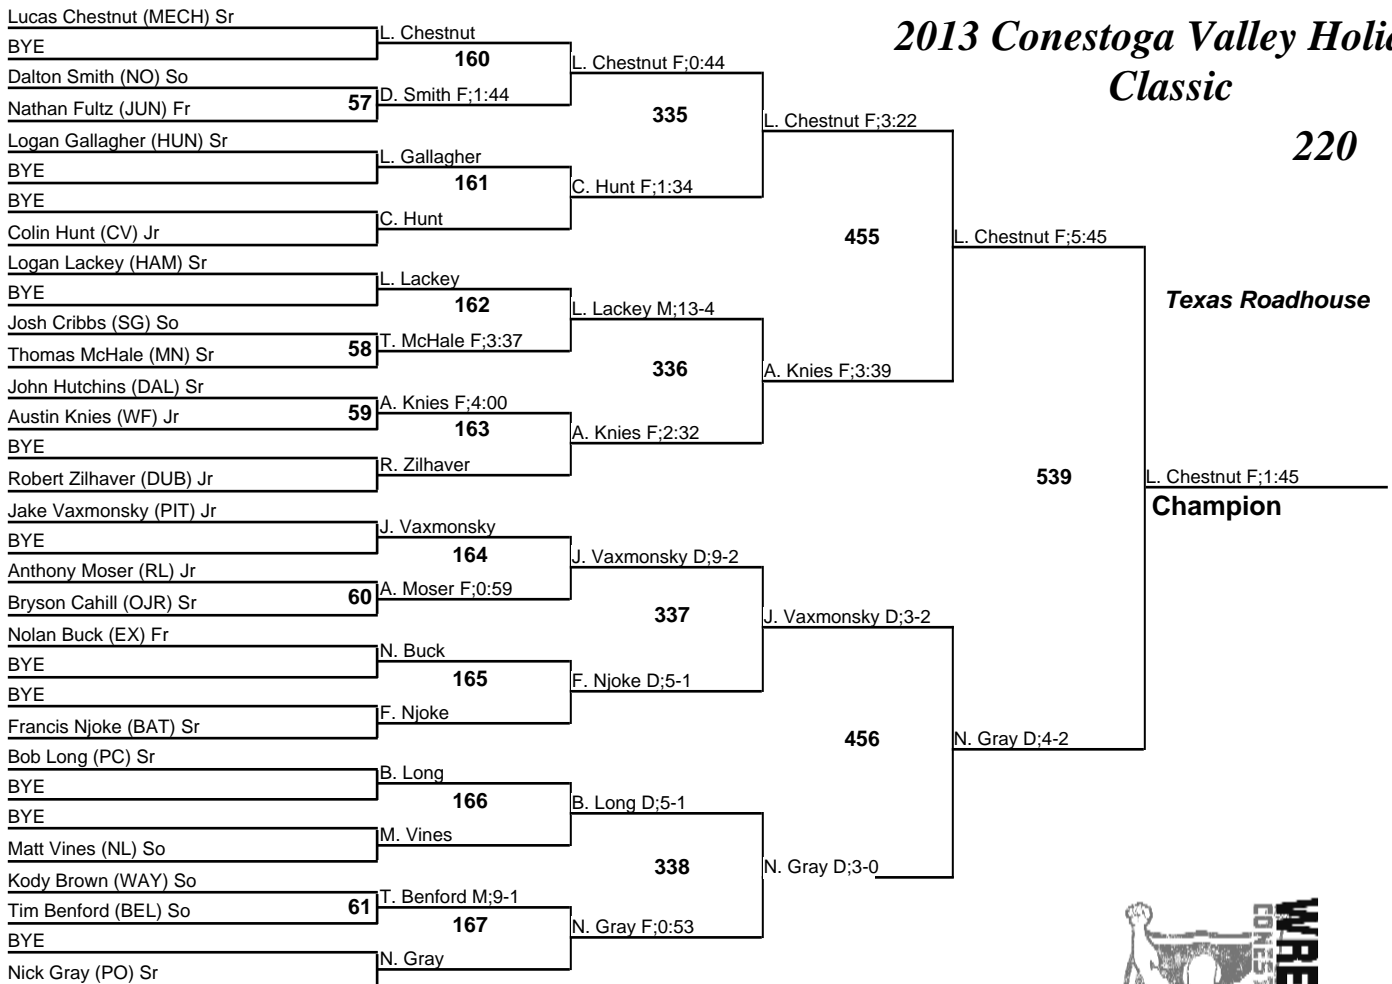 2013 Conestoga Valley Holid
Classic
220
Texas Roadhouse
Lucas Chestnut (MECH) Sr
BYE
Dalton Smith (NO) So
Nathan Fultz (JUN) Fr
Logan Gallagher (HUN) Sr
BYE
BYE
Colin Hunt (CV) Jr
Logan Lackey (HAM) Sr
BYE
Josh Cribbs (SG) So
Thomas McHale (MN) Sr
John Hutchins (DAL) Sr
Austin Knies (WF) Jr
BYE
Robert Zilhaver (DUB) Jr
Jake Vaxmonsky (PIT) Jr
BYE
Anthony Moser (RL) Jr
Bryson Cahill (OJR) Sr
Nolan Buck (EX) Fr
BYE
BYE
Francis Njoke (BAT) Sr
Bob Long (PC) Sr
BYE
BYE
Matt Vines (NL) So
Kody Brown (WAY) So
Tim Benford (BEL) So
BYE
Nick Gray (PO) Sr
57
58
59
60
61
L. Chestnut
160
D. Smith F;1:44
L. Gallagher
161
C. Hunt
L. Lackey
162
T. McHale F;3:37
A. Knies F;4:00
163
R. Zilhaver
J. Vaxmonsky
164
A. Moser F;0:59
N. Buck
165
F. Njoke
B. Long
166
M. Vines
T. Benford M;9-1
167
N. Gray
L. Chestnut F;0:44
335
C. Hunt F;1:34
L. Lackey M;13-4
336
A. Knies F;2:32
J. Vaxmonsky D;9-2
337
F. Njoke D;5-1
B. Long D;5-1
338
N. Gray F;0:53
L. Chestnut F;3:22
455
A. Knies F;3:39
J. Vaxmonsky D;3-2
456
N. Gray D;3-0
L. Chestnut F;5:45
539
N. Gray D;4-2
L. Chestnut F;1:45
Champion
WRE
CONEST